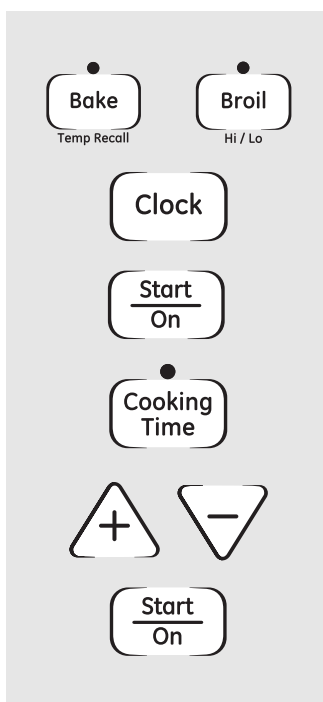 Bake
Broil
Temp Recall
Hi / Lo
Clock
Start
On
Cooking
Time
+
−
Start
On